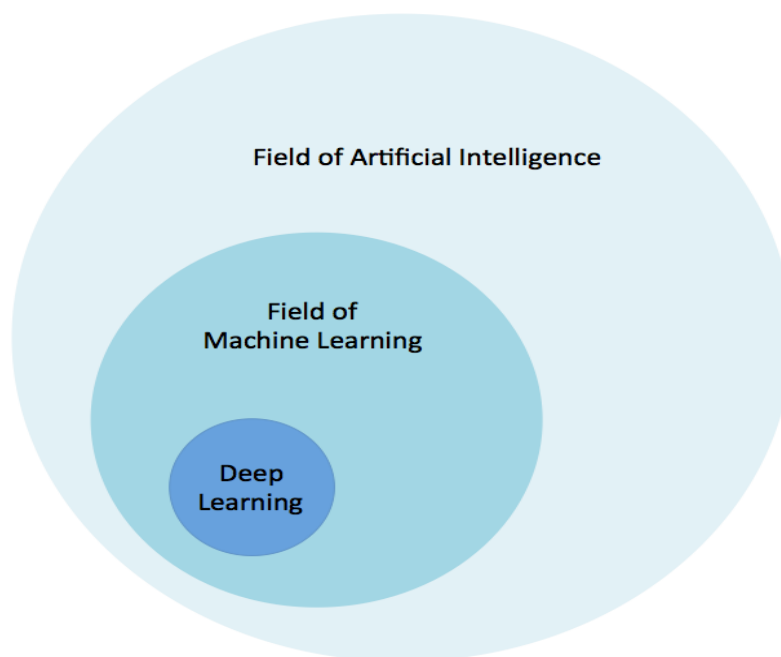 Field of Artificial Intelligence
Field of
Machine Learning
Deep
Learning